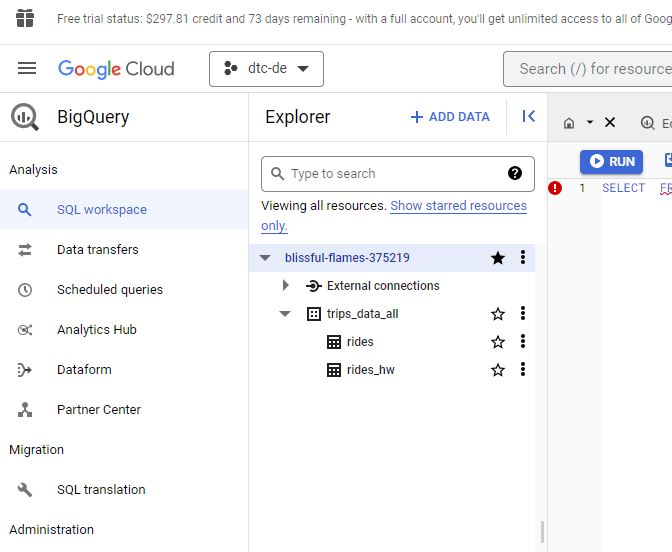 Free trial status: $297.81 credit and 73 days remaining - with a full account, you'll get unlimited access to all of Goog
Google Cloud
dtc-de
Search (/) for resource
BigQuery
Analysis
SQL workspace
Data transfers
Scheduled queries
Analytics Hub
Dataform
Partner Center
Migration
SQL translation
Administration
Explorer
+ ADD DATA
Type to search
Viewing all resources. Show starred resources
only.
blissful-flames-375219
External connections
trips_data_all
rides
rides_hw
RUN
1 SELECT